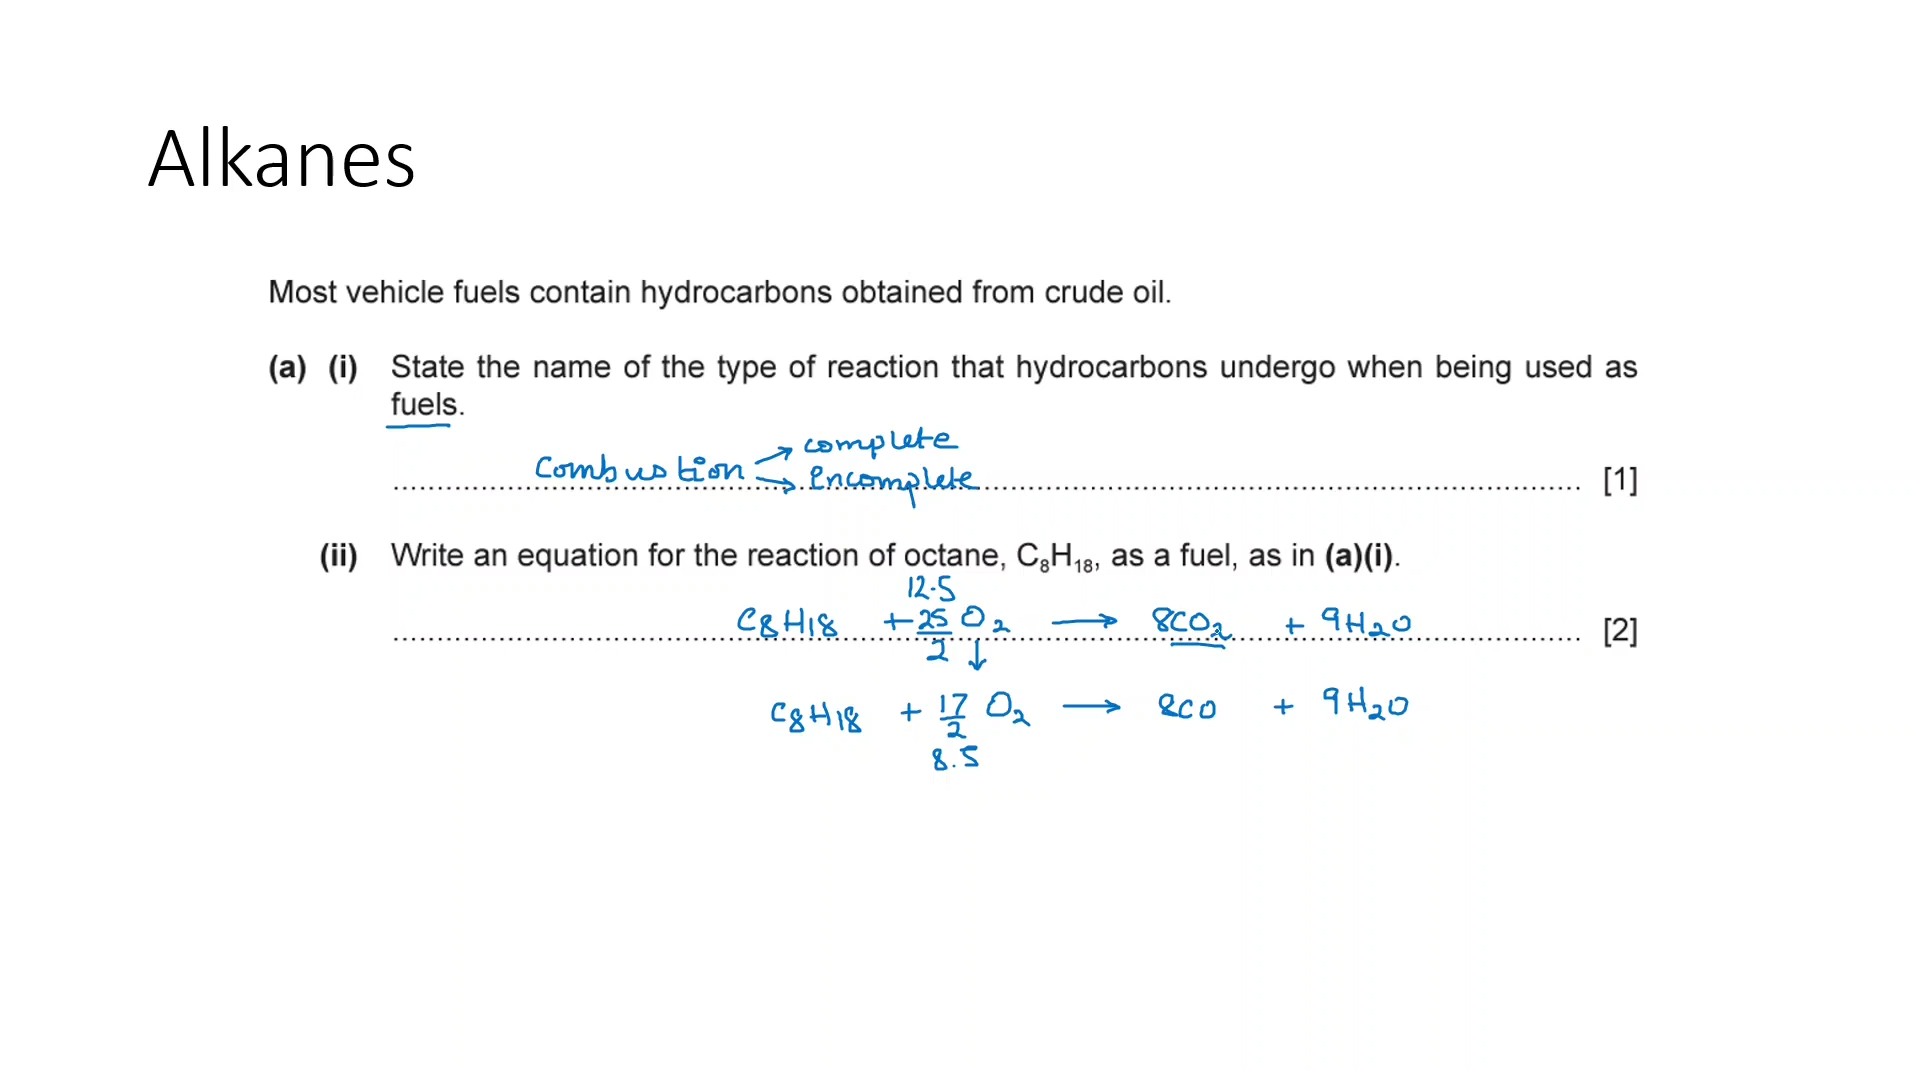 Alkanes
Most vehicle fuels contain hydrocarbons obtained from crude oil.
(a) (i) State the name of the type of reaction that hydrocarbons undergo when being used as
fuels.
complete
Combustion → → incomplete
........ [1]
(ii) Write an equation for the reaction of octane, C₈H₁₈, as a fuel, as in (a)(i).
12.5
C8H18 + 25/2 O2 → 8CO2 + 9H2O ........ [2]
↓
C8H18 + 17/2 O2 → 8CO + 9H2O
8.5